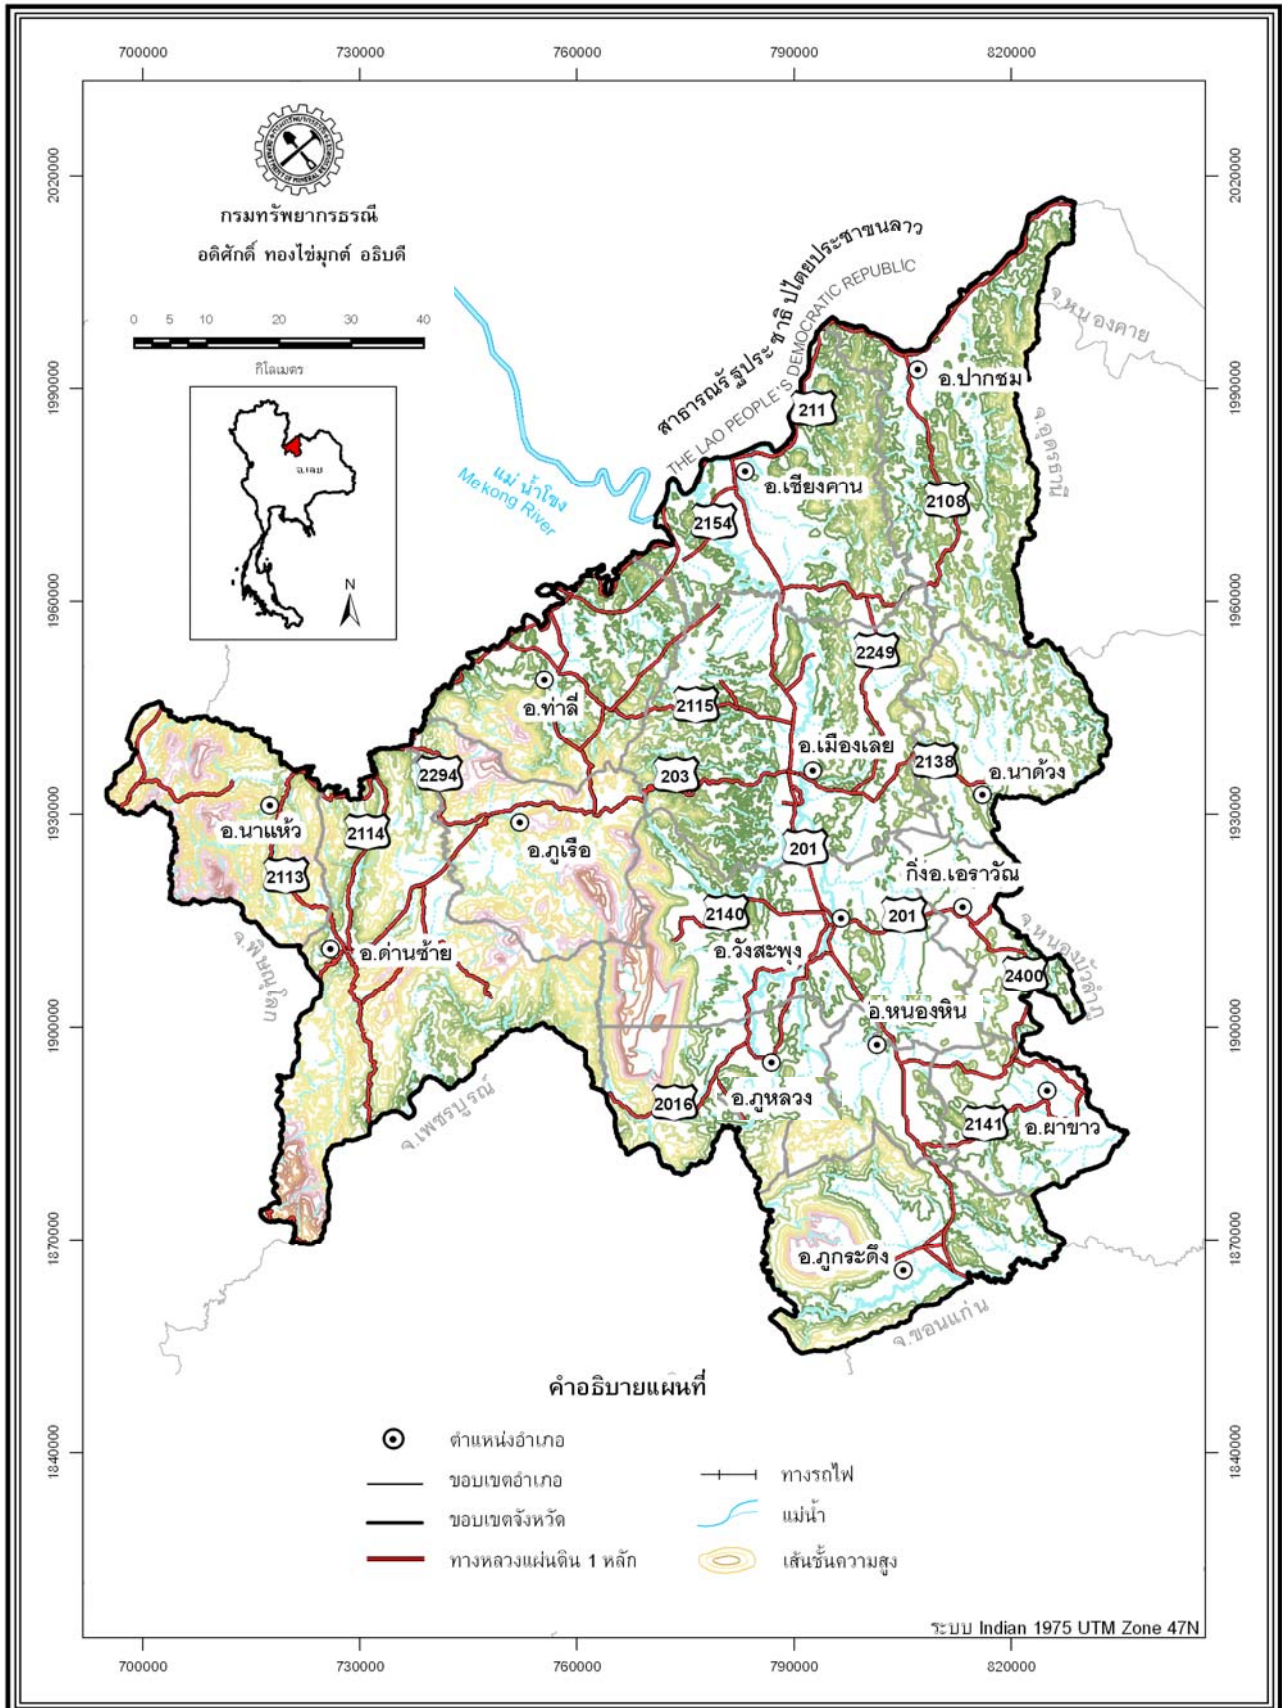 700000
730000
760000
790000
820000
2020000
2020000
กรมทรัพยากรธรณี
อดิศักดิ์ ทองไข่มุกต์ อธิบดี
สาธารณรัฐประชาธิปไตยประชาชนลาว
THE LAO PEOPLE'S DEMOCRATIC REPUBLIC
จ.หนองคาย
0 5 10 20 30 40
กิโลเมตร
1990000
1990000
อ.ปากชม
211
จ.อุดรธานี
จ.เลย
แม่น้ำโขง
Mekong River
อ.เชียงคาน
2108
2154
N
1960000
1960000
2249
อ.ท่าลี่
2115
อ.เมืองเลย
2138
อ.นาด้วง
2294
203
1930000
1930000
อ.นาแห้ว
2114
อ.ภูเรือ
201
2113
กิ่งอ.เอราวัณ
2140
201
จ.พิษณุโลก
อ.ด่านซ้าย
อ.วังสะพุง
จ.หนองบัวลำภู
2400
อ.หนองหิน
1900000
1900000
จ.เพชรบูรณ์
2016
อ.ภูหลวง
2141
อ.ผาขาว
1870000
1870000
อ.ภูกระดึง
จ.ขอนแก่น
คำอธิบายแผนที่
ตำแหน่งอำเภอ
ขอบเขตอำเภอ
ขอบเขตจังหวัด
ทางหลวงแผ่นดิน 1 หลัก
ทางรถไฟ
แม่น้ำ
เส้นชั้นความสูง
1840000
1840000
ระบบ Indian 1975 UTM Zone 47N
700000
730000
760000
790000
820000